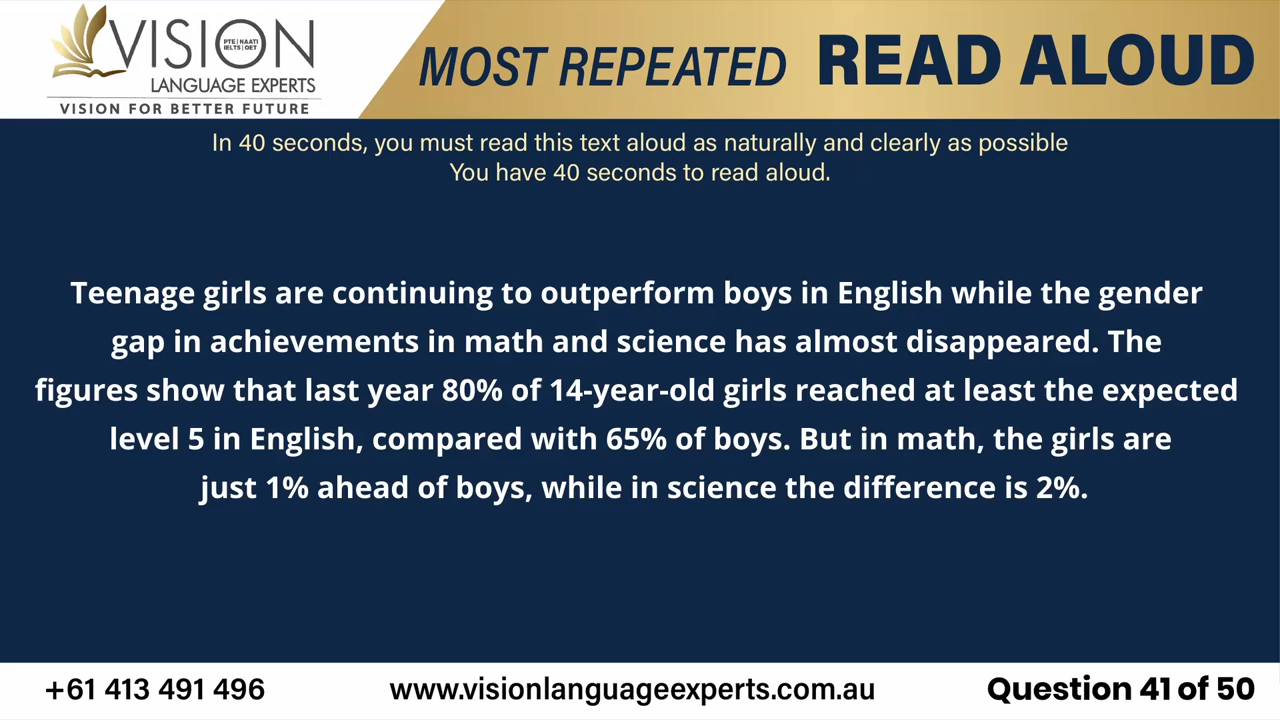 VISION
PTE | NAATI
IELTS | OET
LANGUAGE EXPERTS
VISION FOR BETTER FUTURE
MOST REPEATED READ ALOUD
In 40 seconds, you must read this text aloud as naturally and clearly as possible
You have 40 seconds to read aloud.
Teenage girls are continuing to outperform boys in English while the gender
gap in achievements in math and science has almost disappeared. The
figures show that last year 80% of 14-year-old girls reached at least the expected
level 5 in English, compared with 65% of boys. But in math, the girls are
just 1% ahead of boys, while in science the difference is 2%.
+61 413 491 496 www.visionlanguageexperts.com.au Question 41 of 50